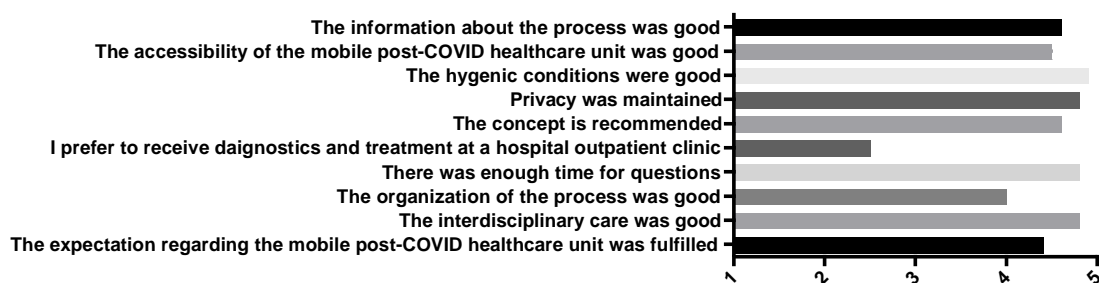 The information about the process was good
The accessibility of the mobile post-COVID healthcare unit was good
The hygenic conditions were good
Privacy was maintained
The concept is recommended
I prefer to receive daignostics and treatment at a hospital outpatient clinic
There was enough time for questions
The organization of the process was good
The interdisciplinary care was good
The expectation regarding the mobile post-COVID healthcare unit was fulfilled
1 2 3 4 5